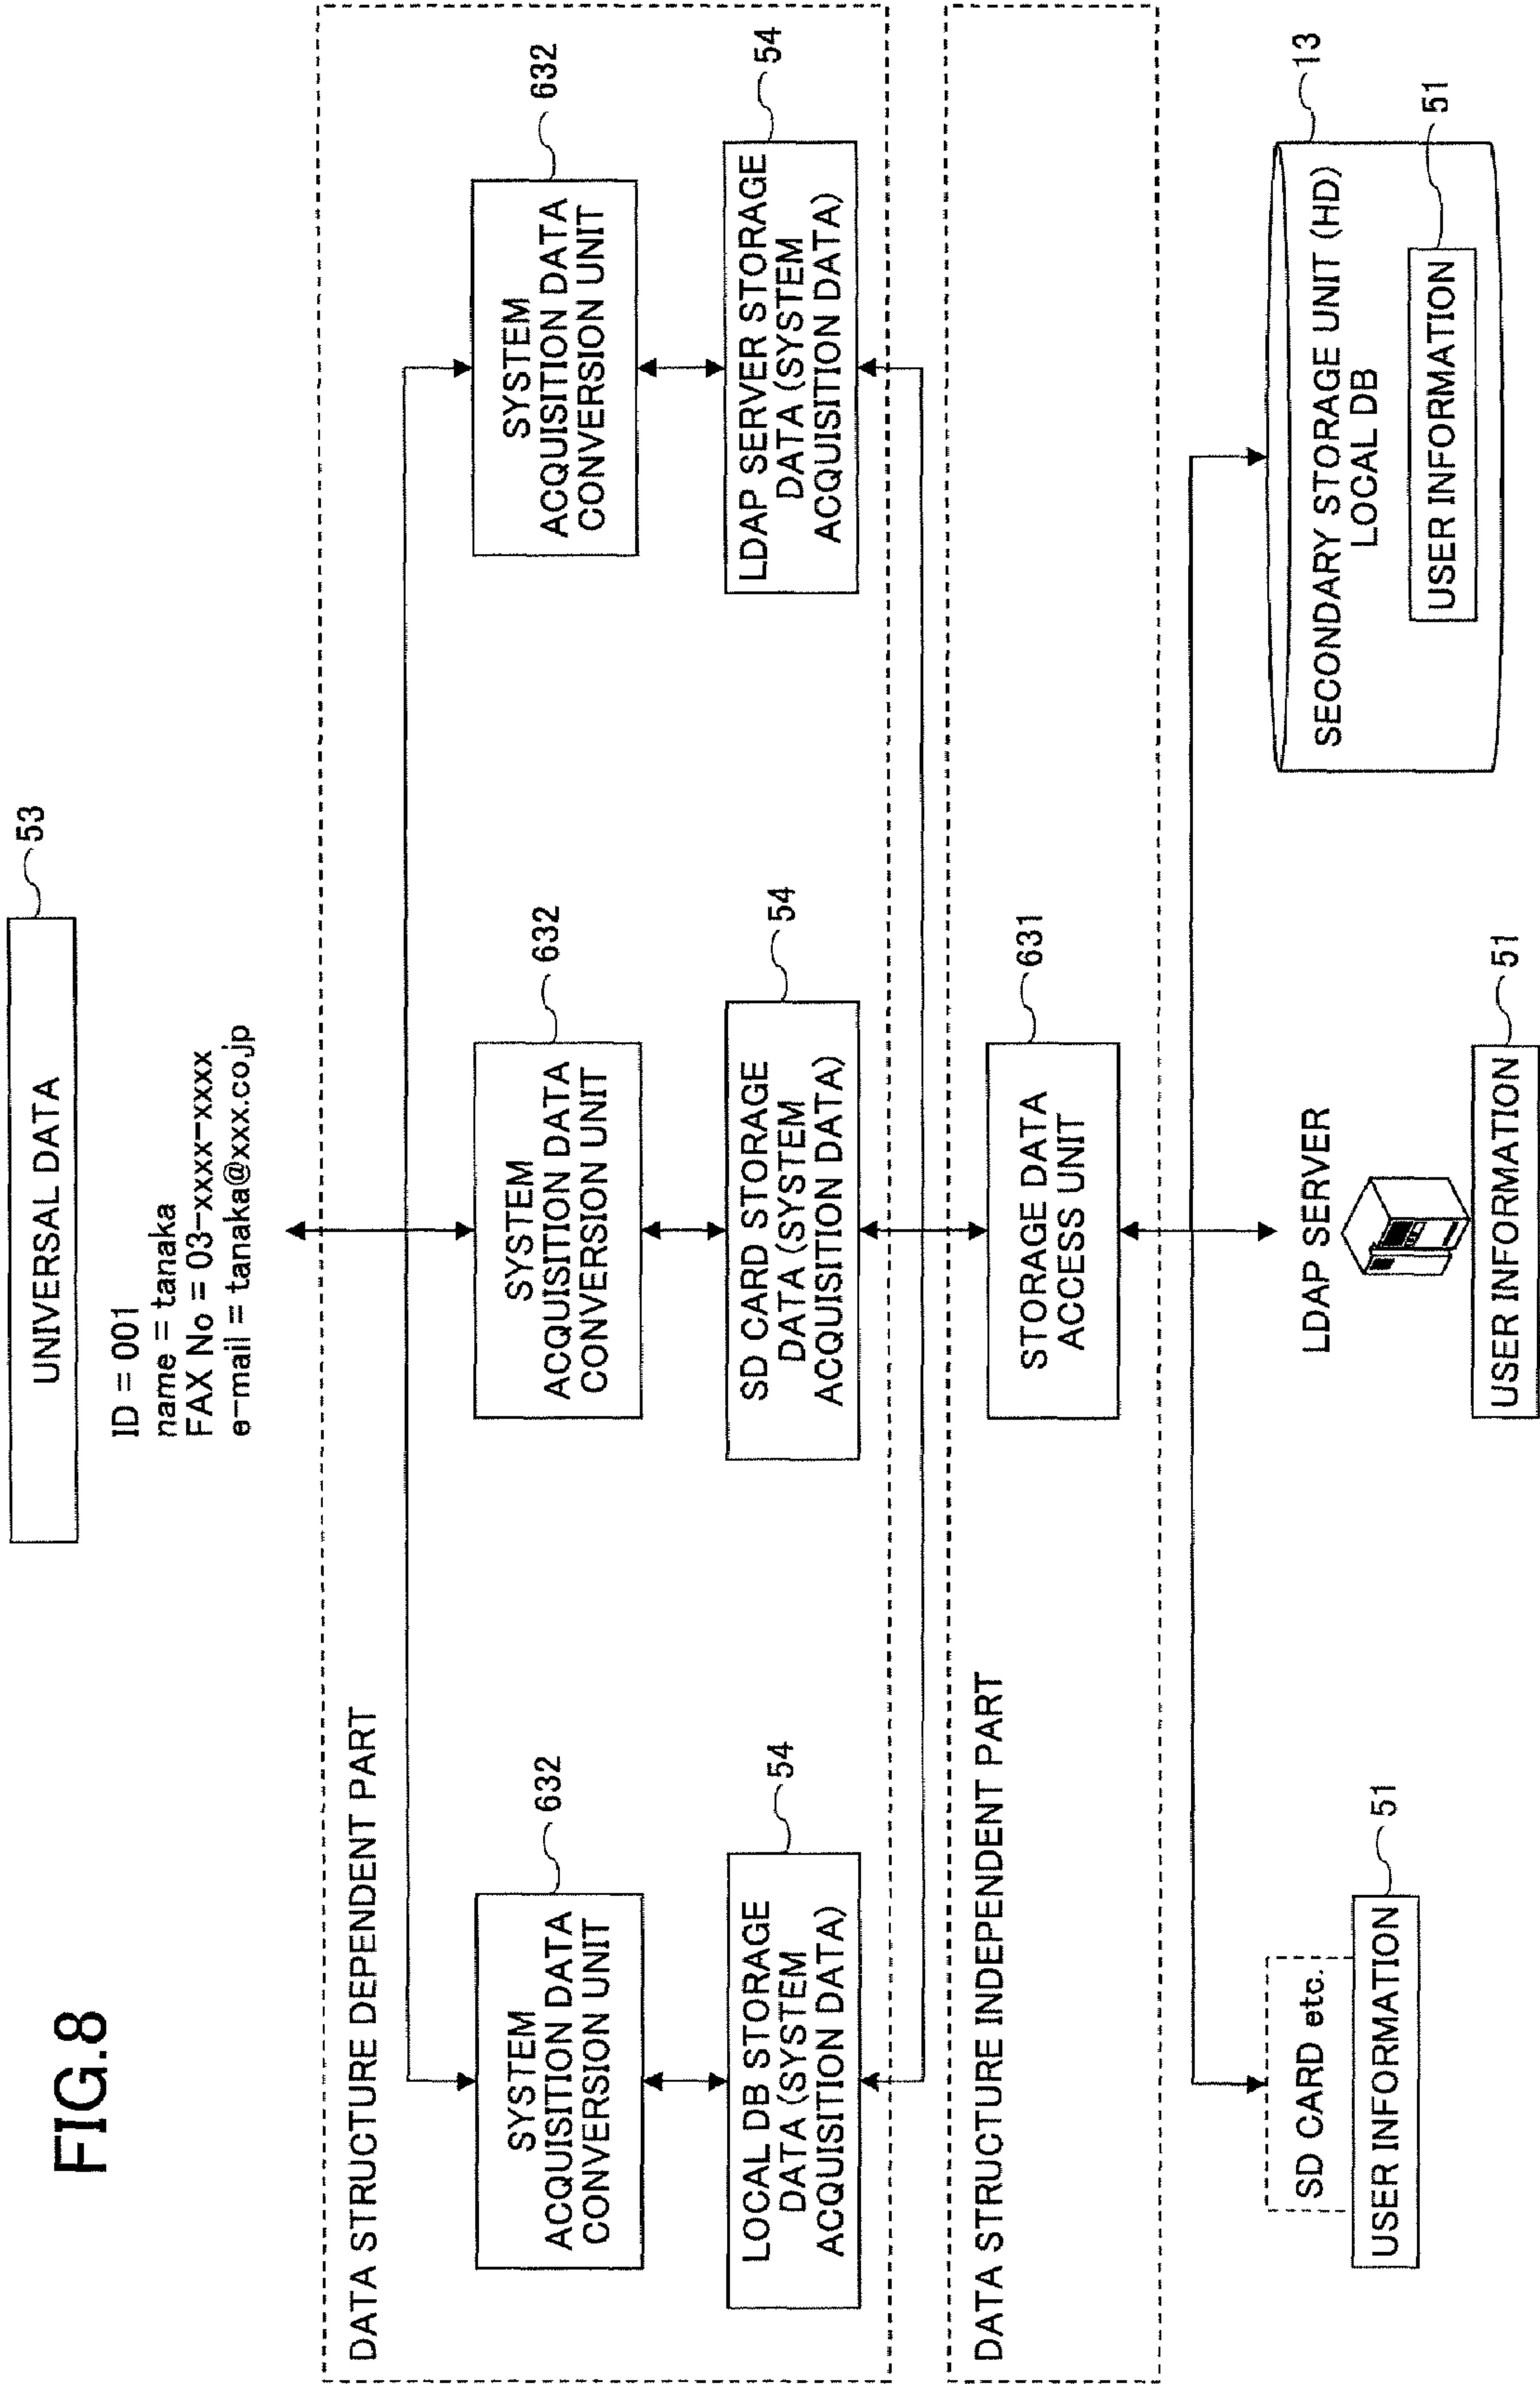 FIG.8
UNIVERSAL DATA
53
ID = 001
name = tanaka
FAX No = 03-xxxx-xxxx
e-mail = tanaka@xxx.co.jp
DATA STRUCTURE DEPENDENT PART
632
SYSTEM
ACQUISITION DATA
CONVERSION UNIT
632
SYSTEM
ACQUISITION DATA
CONVERSION UNIT
632
SYSTEM
ACQUISITION DATA
CONVERSION UNIT
54
LOCAL DB STORAGE
DATA (SYSTEM
ACQUISITION DATA)
54
SD CARD STORAGE
DATA (SYSTEM
ACQUISITION DATA)
54
LDAP SERVER STORAGE
DATA (SYSTEM
ACQUISITION DATA)
DATA STRUCTURE INDEPENDENT PART
631
STORAGE DATA
ACCESS UNIT
SD CARD etc.
51
USER INFORMATION
LDAP SERVER
51
USER INFORMATION
13
SECONDARY STORAGE UNIT (HD)
LOCAL DB
51
USER INFORMATION